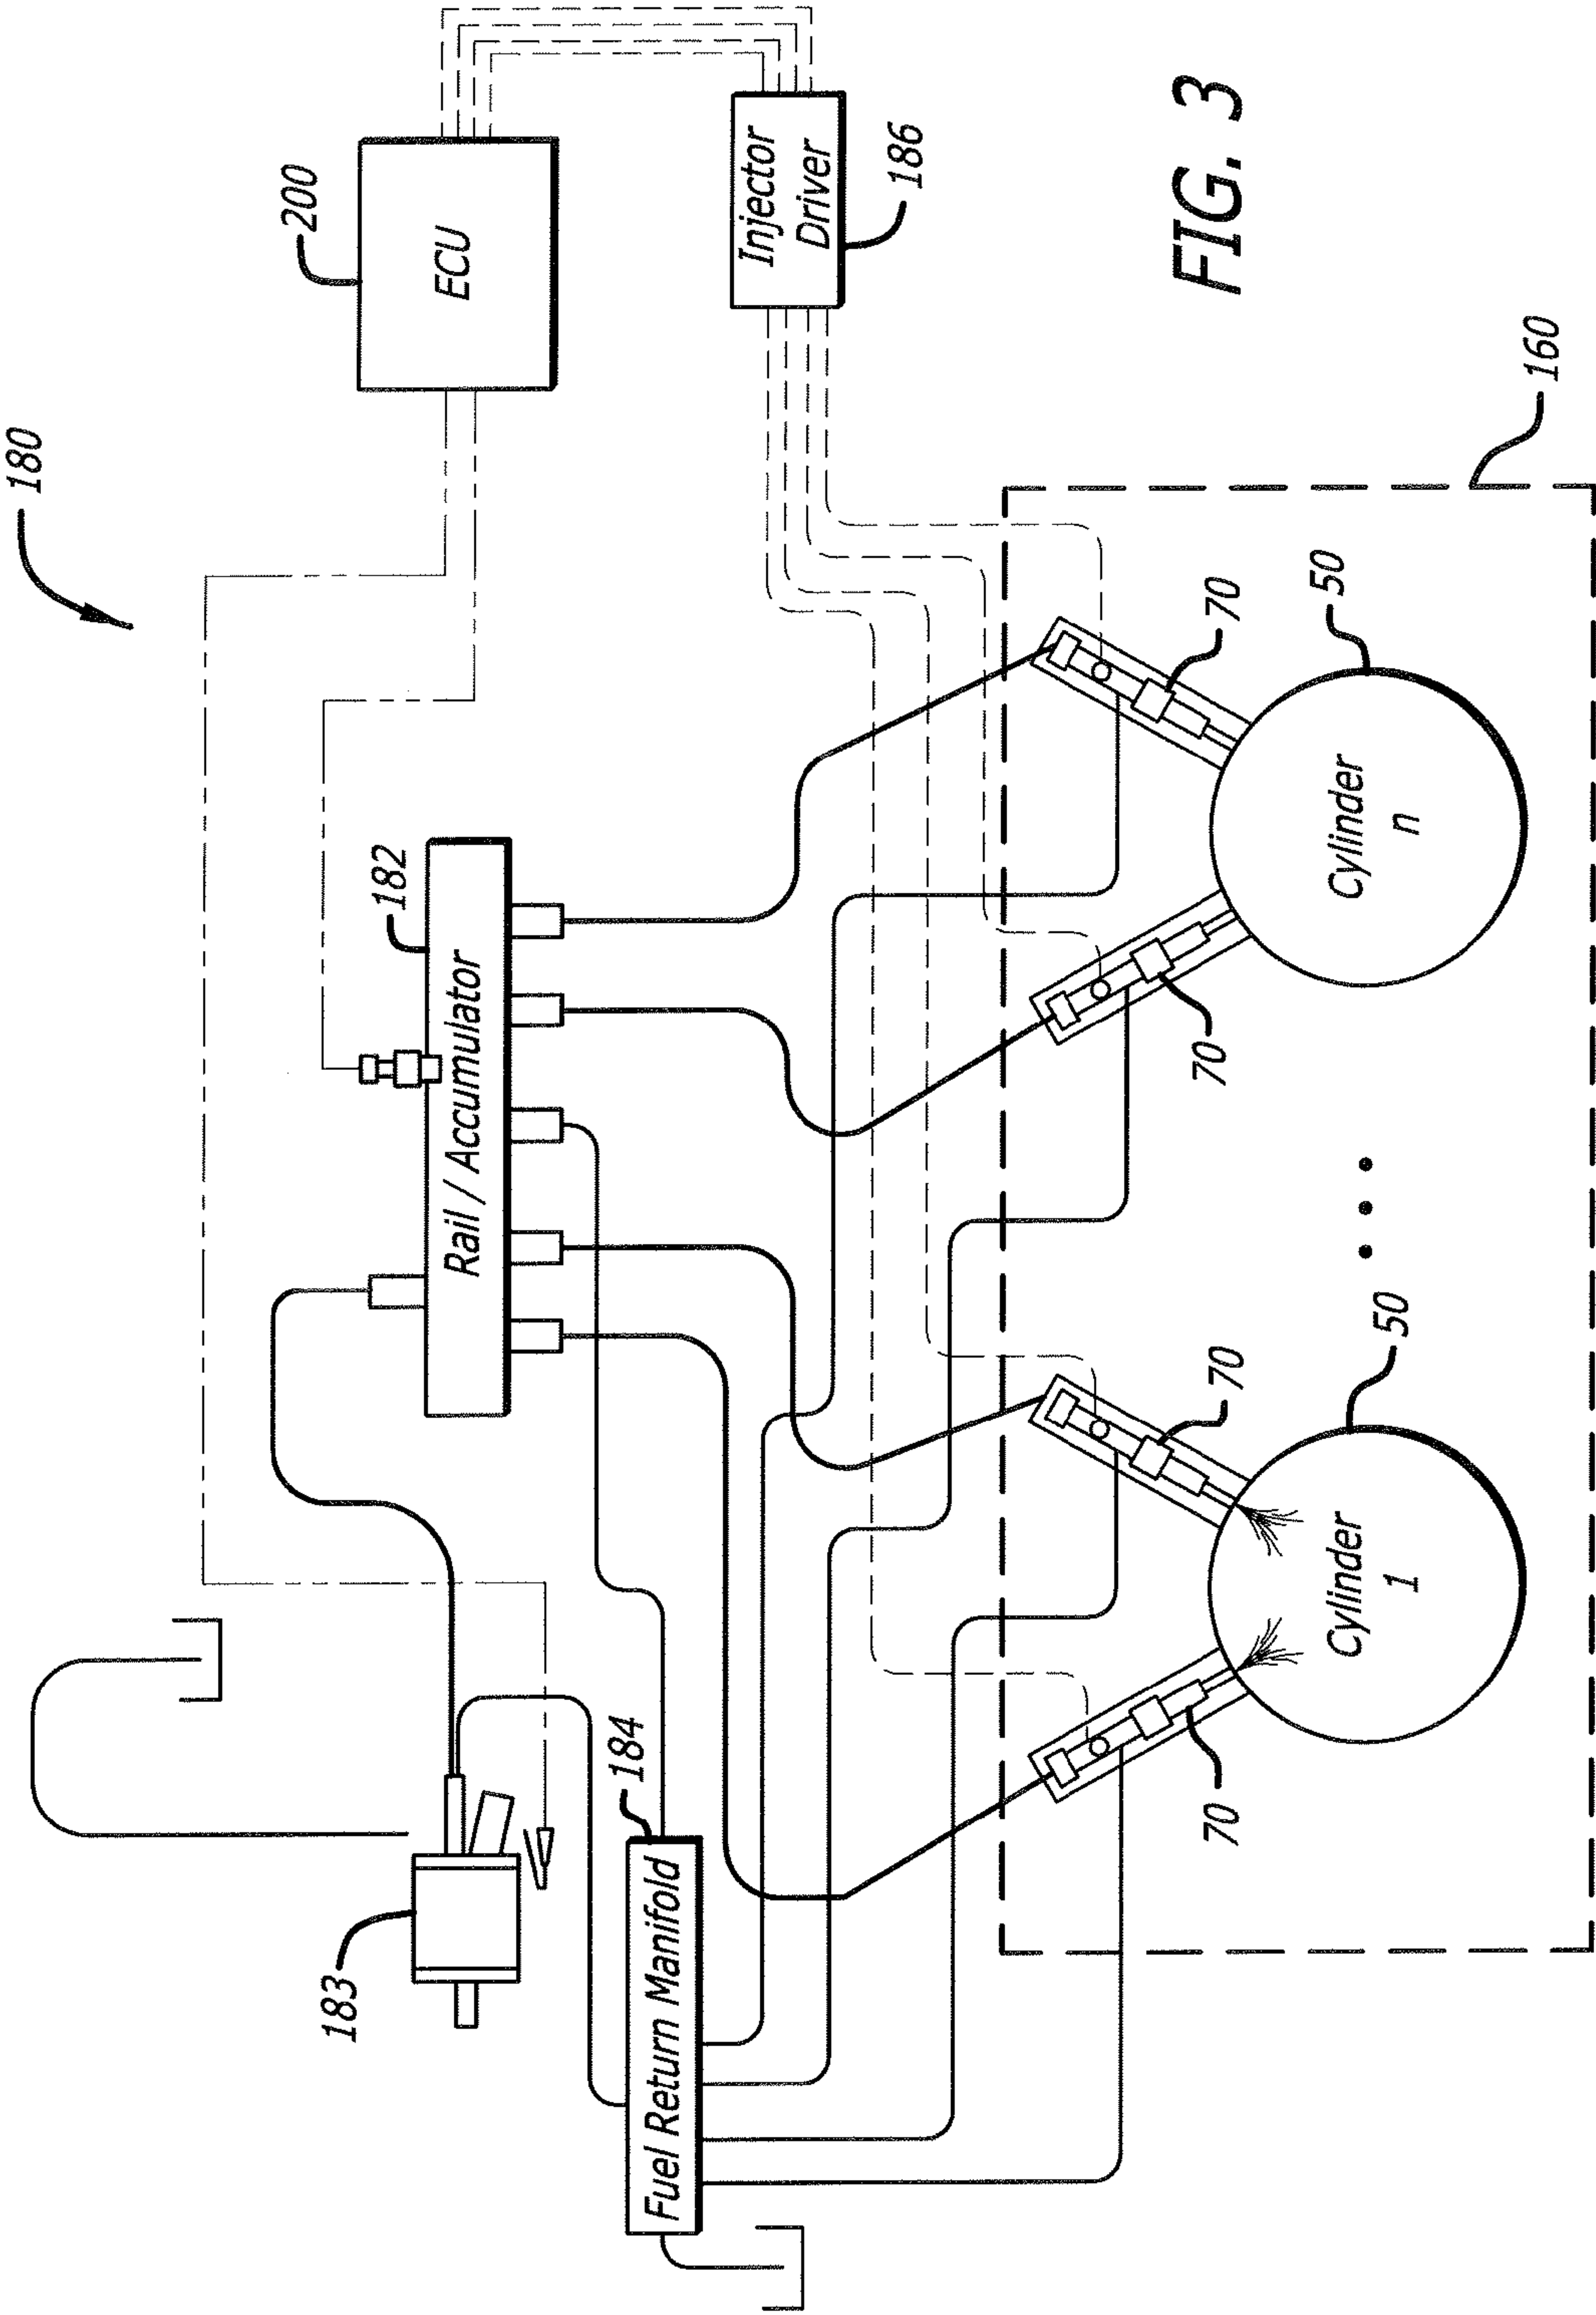 180
200
ECU
Injector
Driver
186
182
Rail / Accumulator
183
184
Fuel Return Manifold
70
70
Cylinder
1
50
70
70
Cylinder
n
50
160
FIG. 3